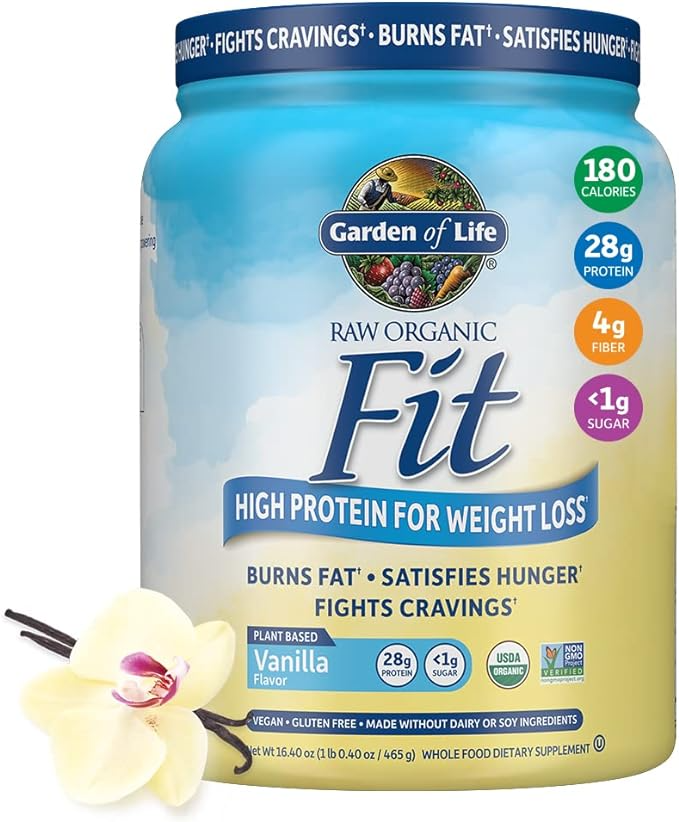 HUNGER† • FIGHTS CRAVINGS† • BURNS FAT† • SATISFIES HUNGER†
180
CALORIES
Garden of Life®
28g
PROTEIN
RAW ORGANIC
4g
FIBER
Fit
<1g
SUGAR
HIGH PROTEIN FOR WEIGHT LOSS†
BURNS FAT† • SATISFIES HUNGER†
FIGHTS CRAVINGS†
PLANT BASED
Vanilla
Flavor
28g
PROTEIN
<1g
SUGAR
USDA
ORGANIC
NON
GMO
Project
VERIFIED
nongmoproject.org
VEGAN • GLUTEN FREE • MADE WITHOUT DAIRY OR SOY INGREDIENTS
Net Wt 16.40 oz (1 lb 0.40 oz / 465 g) WHOLE FOOD DIETARY SUPPLEMENT U